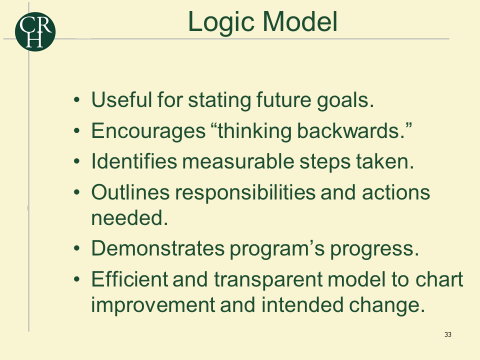 CR
H
Logic Model
• Useful for stating future goals.
• Encourages “thinking backwards.”
• Identifies measurable steps taken.
• Outlines responsibilities and actions
needed.
• Demonstrates program’s progress.
• Efficient and transparent model to chart
improvement and intended change.
33